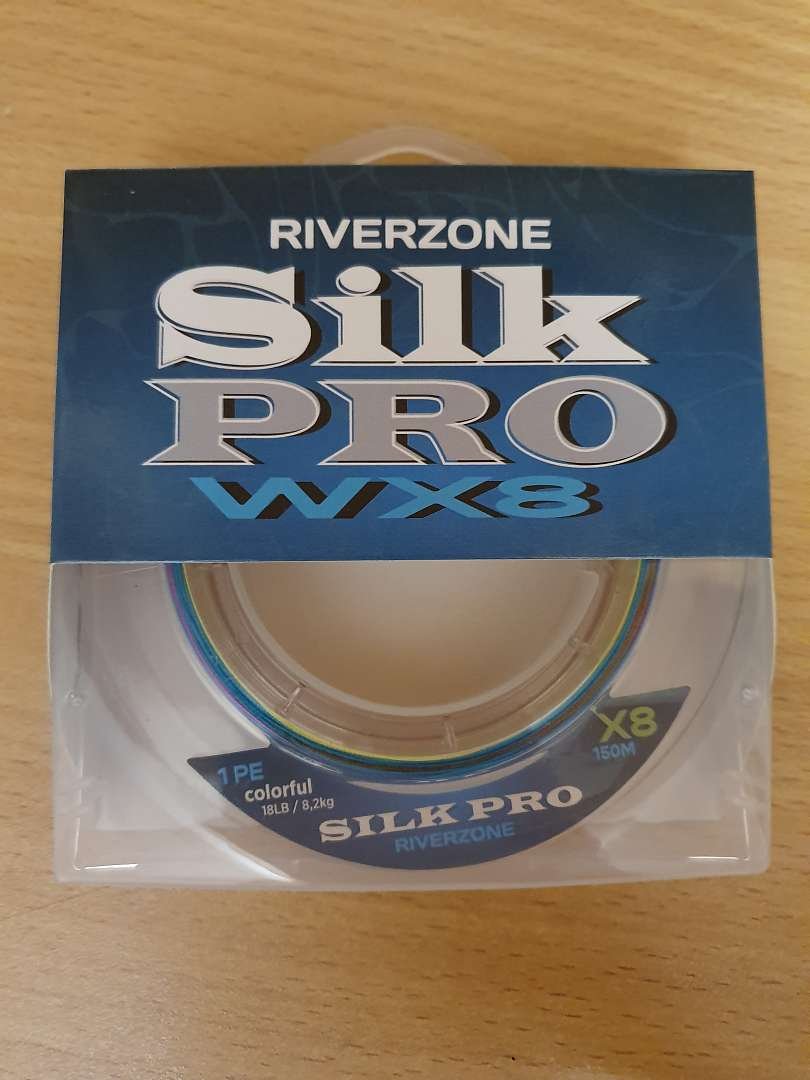 RIVERZONE
Silk
PRO
WX8
1 PE
colorful
18LB / 8,2kg
SILK PRO
RIVERZONE
X8
150M